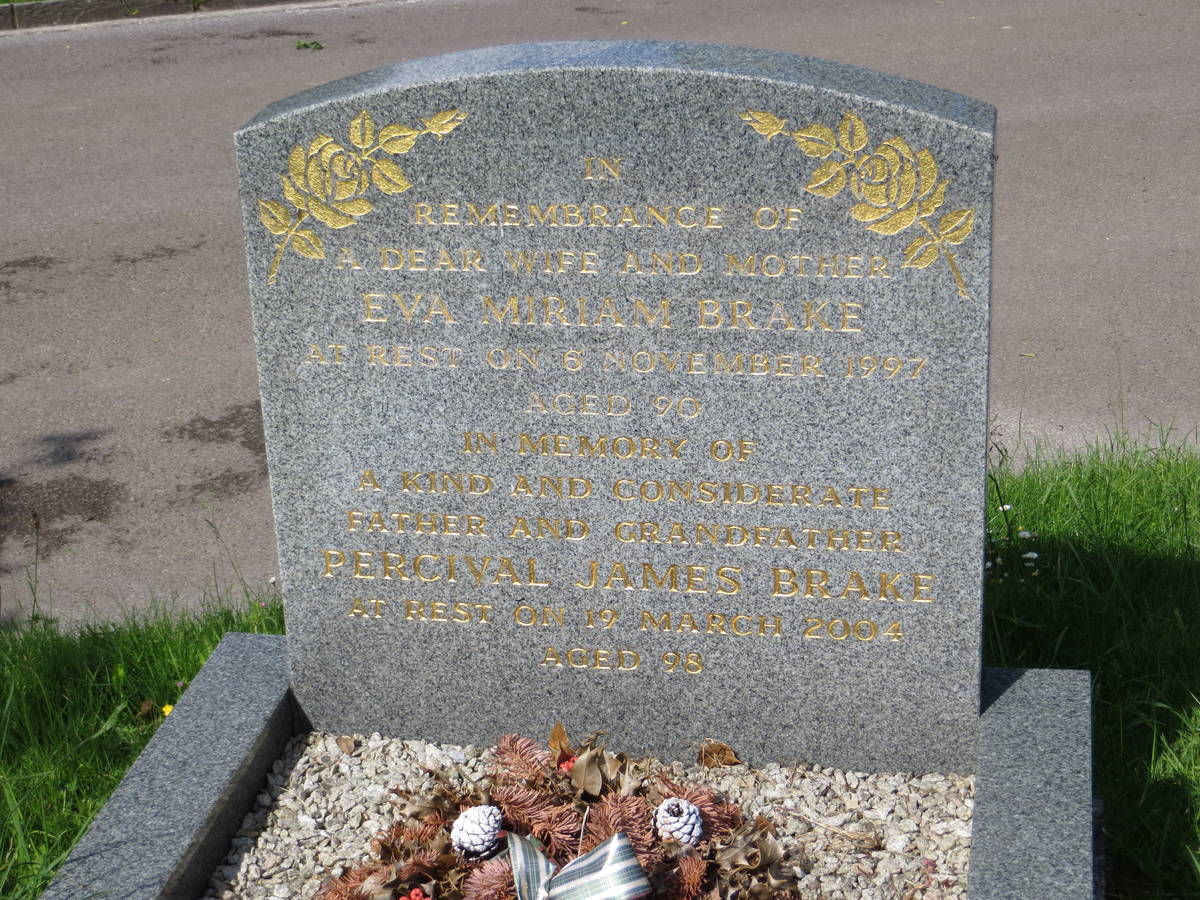 IN
REMEMBRANCE OF
A DEAR WIFE AND MOTHER
EVA MIRIAM BRAKE
AT REST ON 6 NOVEMBER 1997
AGED 90
IN MEMORY OF
A KIND AND CONSIDERATE
FATHER AND GRANDFATHER
PERCIVAL JAMES BRAKE
AT REST ON 19 MARCH 2004
AGED 98